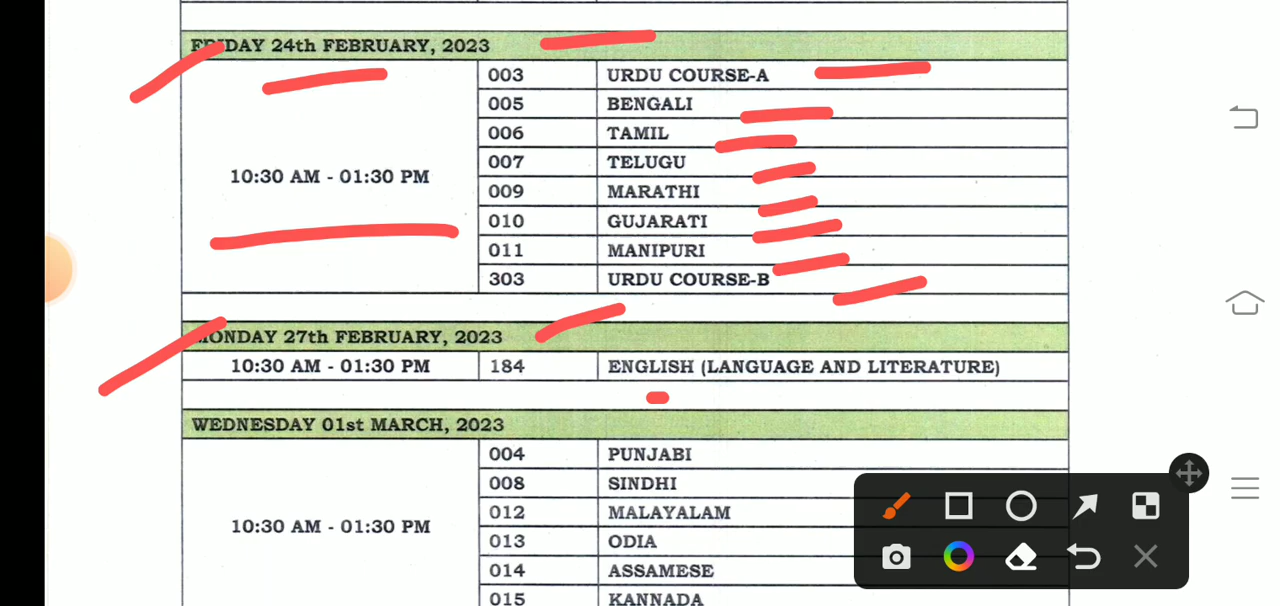 FRIDAY 24th FEBRUARY, 2023
003 URDU COURSE-A
005 BENGALI
006 TAMIL
007 TELUGU
10:30 AM - 01:30 PM
009 MARATHI
010 GUJARATI
011 MANIPURI
303 URDU COURSE-B
MONDAY 27th FEBRUARY, 2023
10:30 AM - 01:30 PM 184 ENGLISH (LANGUAGE AND LITERATURE)
WEDNESDAY 01st MARCH, 2023
004 PUNJABI
008 SINDHI
012 MALAYALAM
10:30 AM - 01:30 PM
013 ODIA
014 ASSAMESE
015 KANNADA